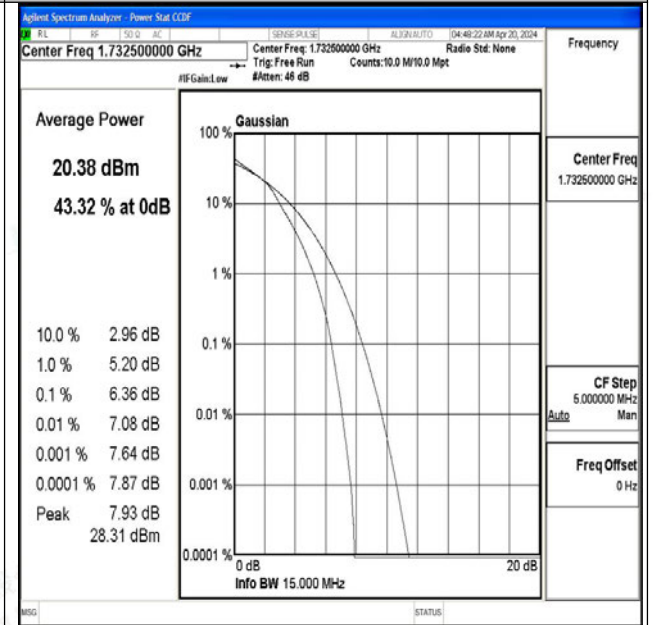 Agilent Spectrum Analyzer - Power Stat CCDF
RL RF 50 Ω AC SENSE:PULSE ALIGN AUTO 04:48:22 AM Apr 20, 2024
Center Freq 1.732500000 GHz
Center Freq: 1.732500000 GHz Radio Std: None
Trig: Free Run Counts:10.0 M/10.0 Mpt
#IFGain:Low #Atten: 46 dB
Frequency
Average Power
20.38 dBm
43.32 % at 0dB
10.0 % 2.96 dB
1.0 % 5.20 dB
0.1 % 6.36 dB
0.01 % 7.08 dB
0.001 % 7.64 dB
0.0001 % 7.87 dB
Peak 7.93 dB
28.31 dBm
Gaussian
100 %
10 %
1 %
0.1 %
0.01 %
0.001 %
0.0001 %
0 dB 20 dB
Info BW 15.000 MHz
Center Freq
1.732500000 GHz
CF Step
5.000000 MHz
Auto Man
Freq Offset
0 Hz
MSG STATUS